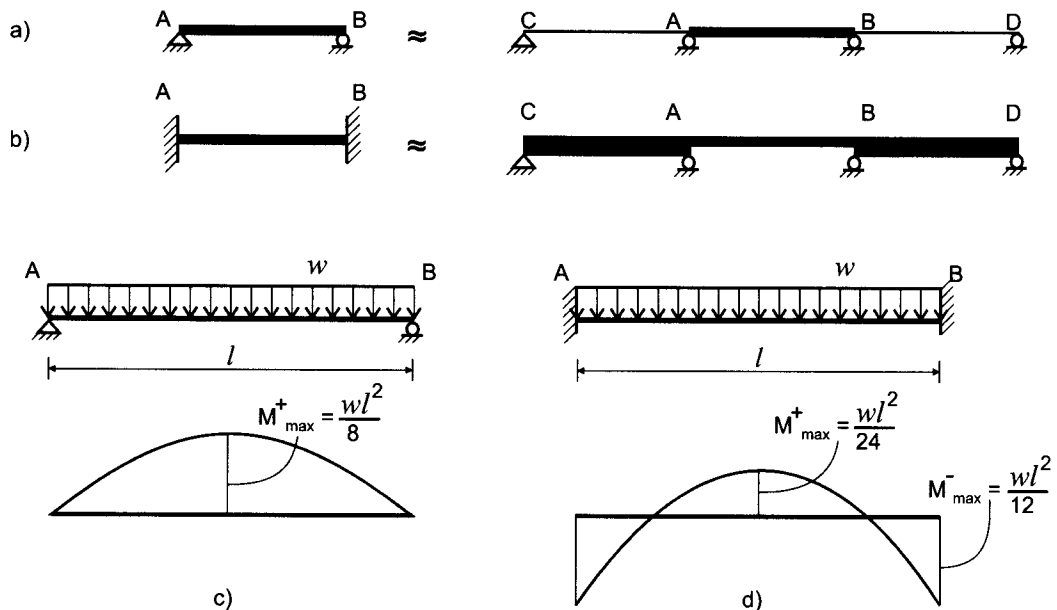 a) A B ≈ C A B D
b) A B ≈ C A B D
A w B
l
M⁺max = wl²/8
c)
A w B
l
M⁺max = wl²/24
M⁻max = wl²/12
d)